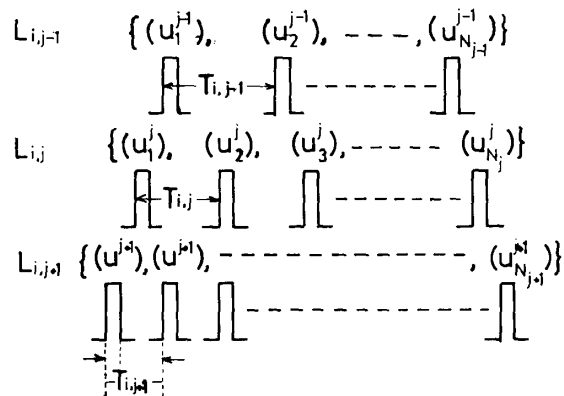 L_{i,j-1} {(u_1^{j-1}), (u_2^{j-1}), ----, (u_{N_{j-1}}^{j-1})}
T_{i,j-1}
L_{i,j} {(u_1^j), (u_2^j), (u_3^j), ---- (u_{N_j}^j)}
T_{i,j}
L_{i,j+1} {(u^{j+1}), (u^{j+1}), ----------------, (u_{N_{j+1}}^{j+1})}
T_{i,j+1}